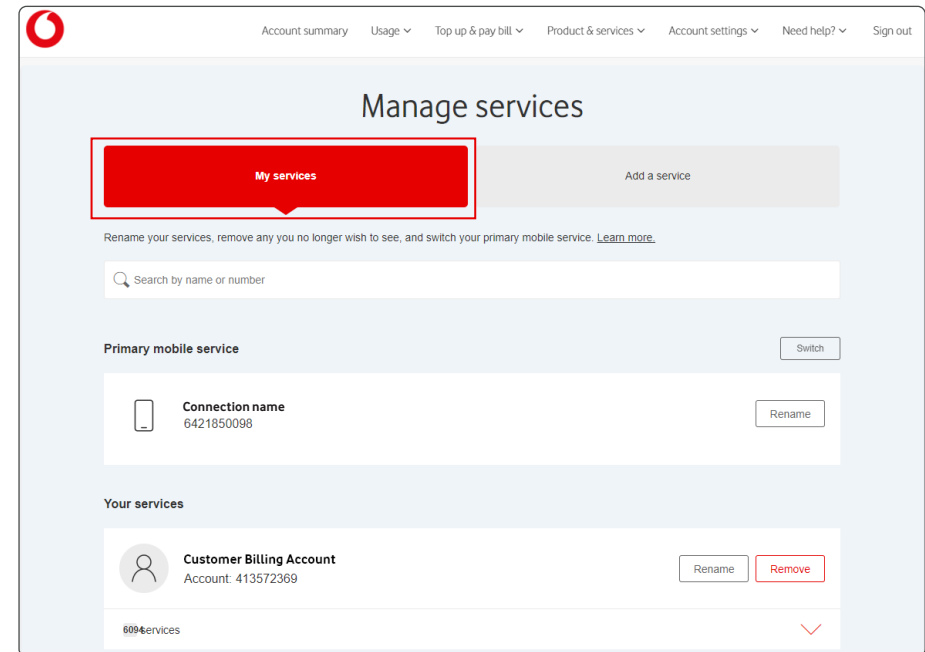 Account summary Usage Top up & pay bill Product & services Account settings Need help? Sign out
Manage services
My services Add a service
Rename your services, remove any you no longer wish to see, and switch your primary mobile service. Learn more.
Search by name or number
Primary mobile service Switch
Connection name Rename
6421850098
Your services
Customer Billing Account Rename Remove
Account: 413572369
6094 services